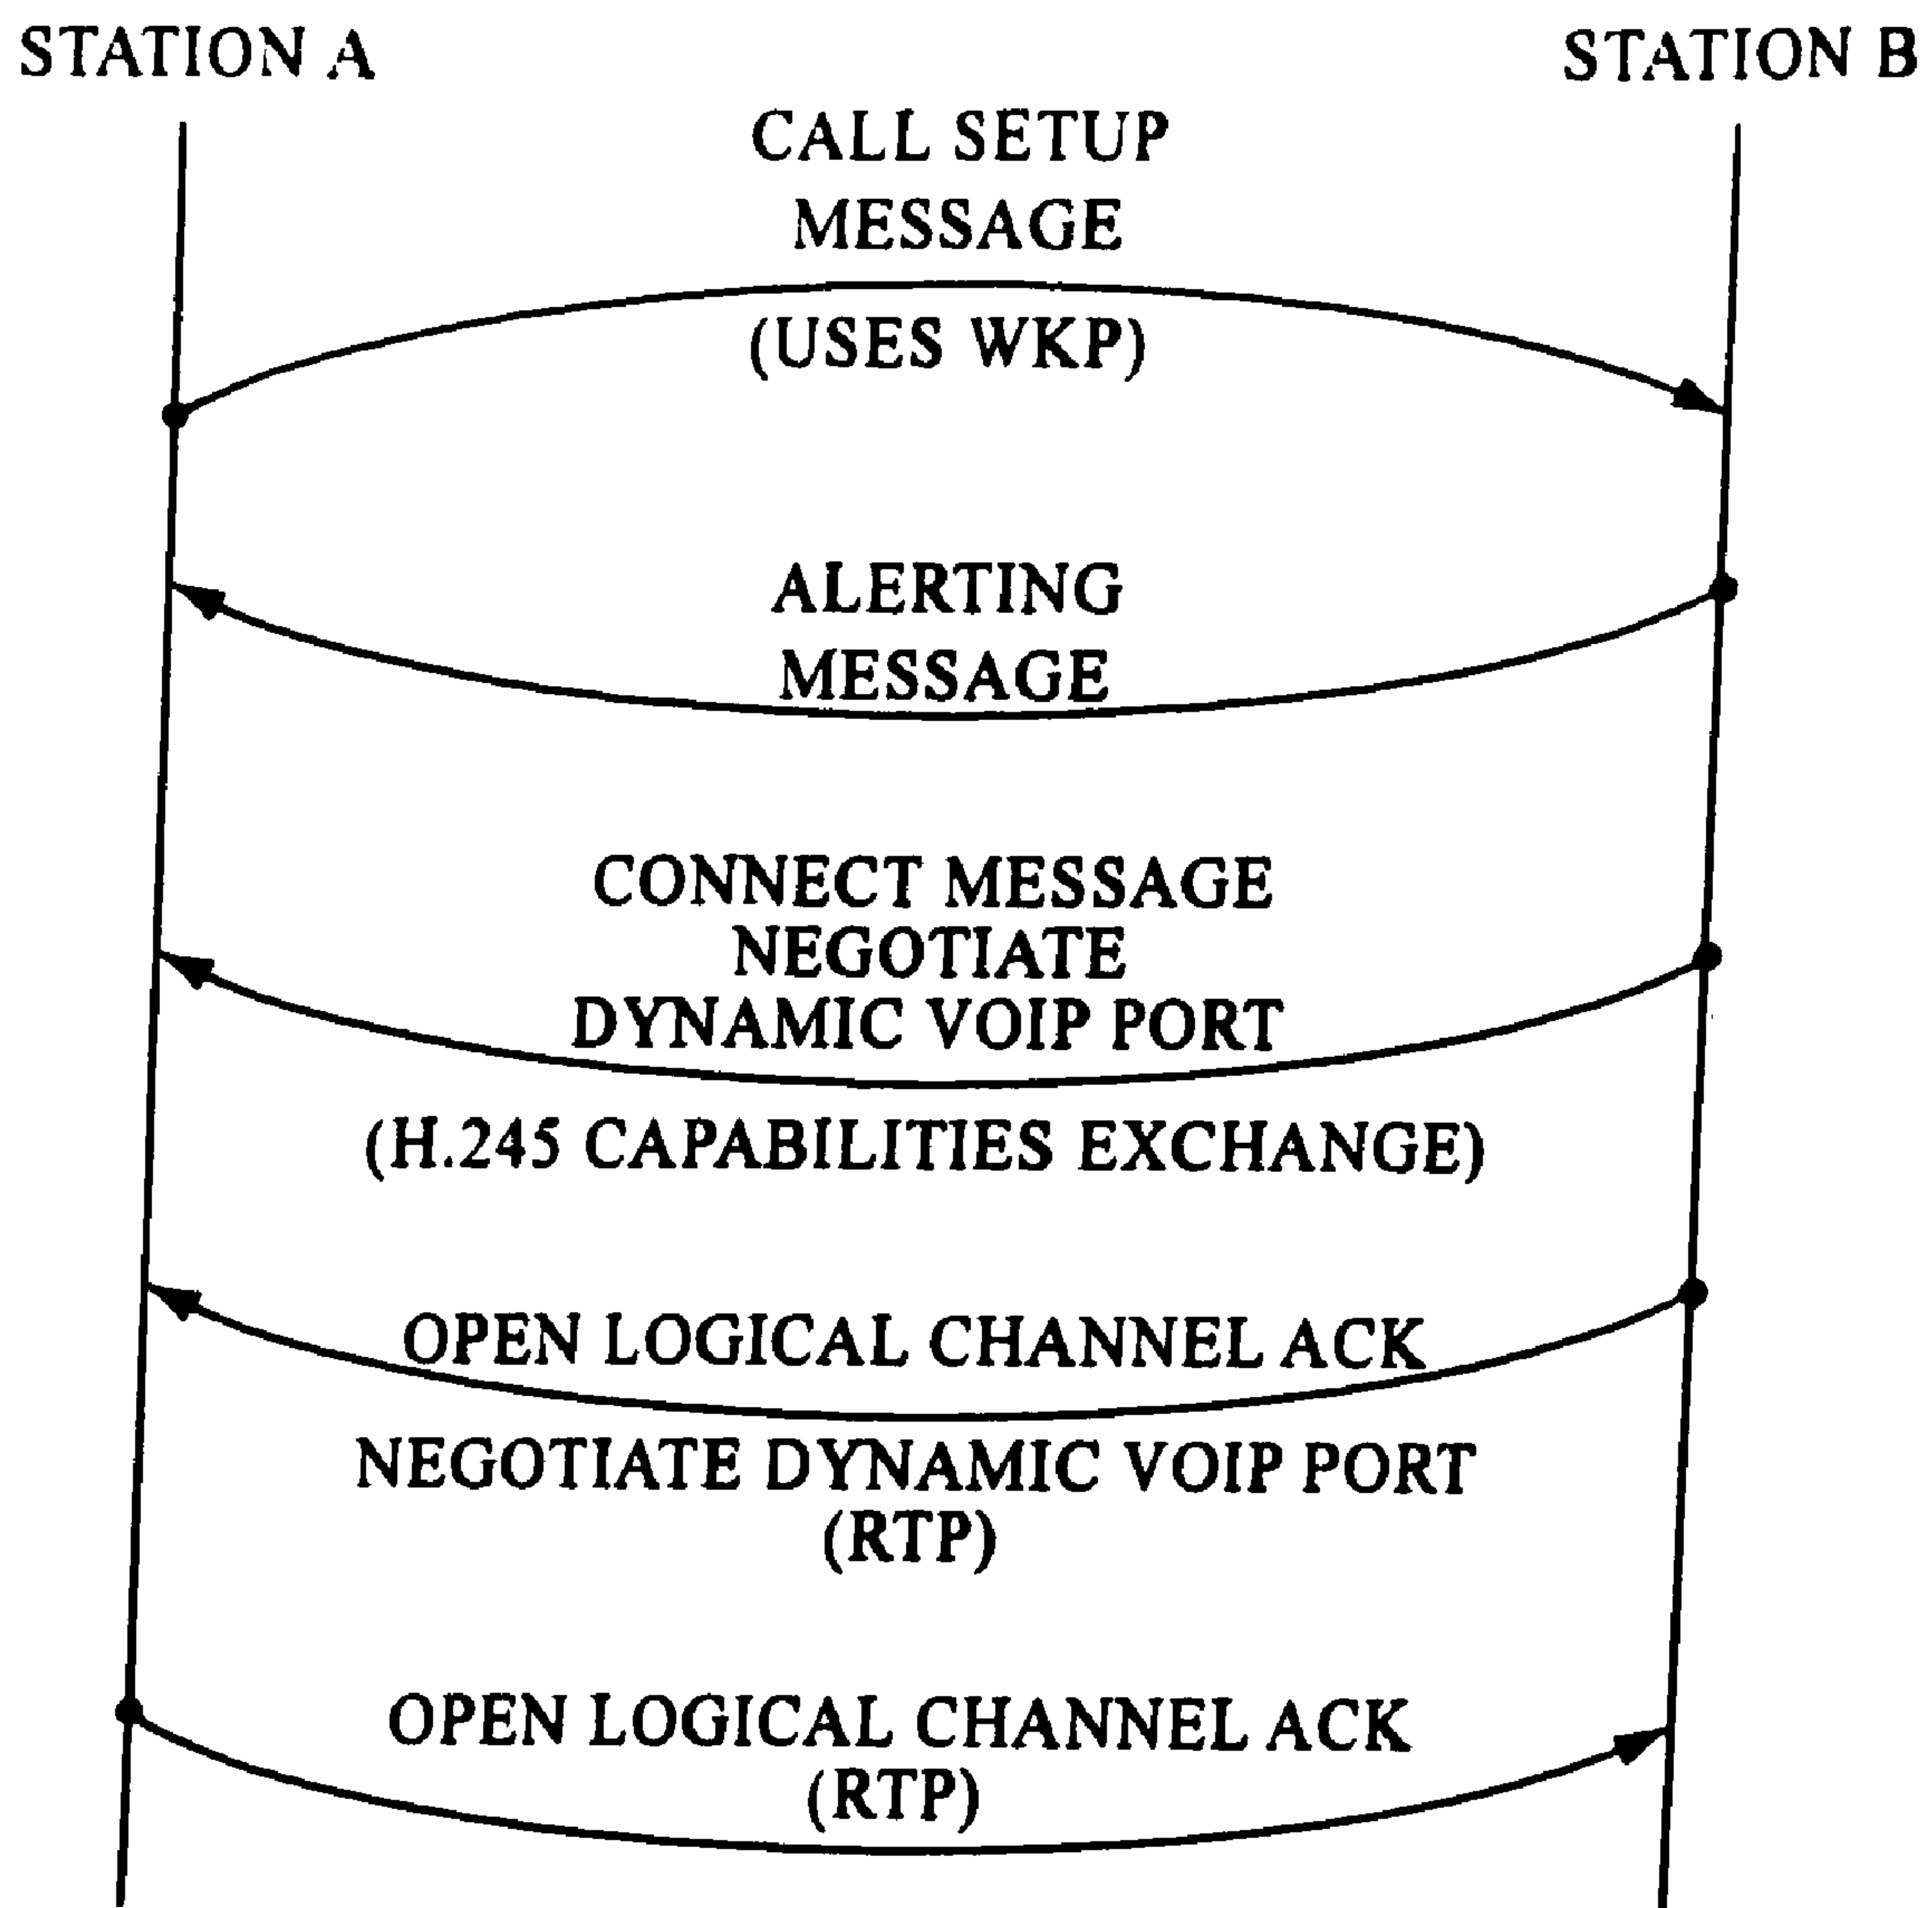 STATION A
STATION B
CALL SETUP
MESSAGE
(USES WKP)
ALERTING
MESSAGE
CONNECT MESSAGE
NEGOTIATE
DYNAMIC VOIP PORT
(H.245 CAPABILITIES EXCHANGE)
OPEN LOGICAL CHANNEL ACK
NEGOTIATE DYNAMIC VOIP PORT
(RTP)
OPEN LOGICAL CHANNEL ACK
(RTP)